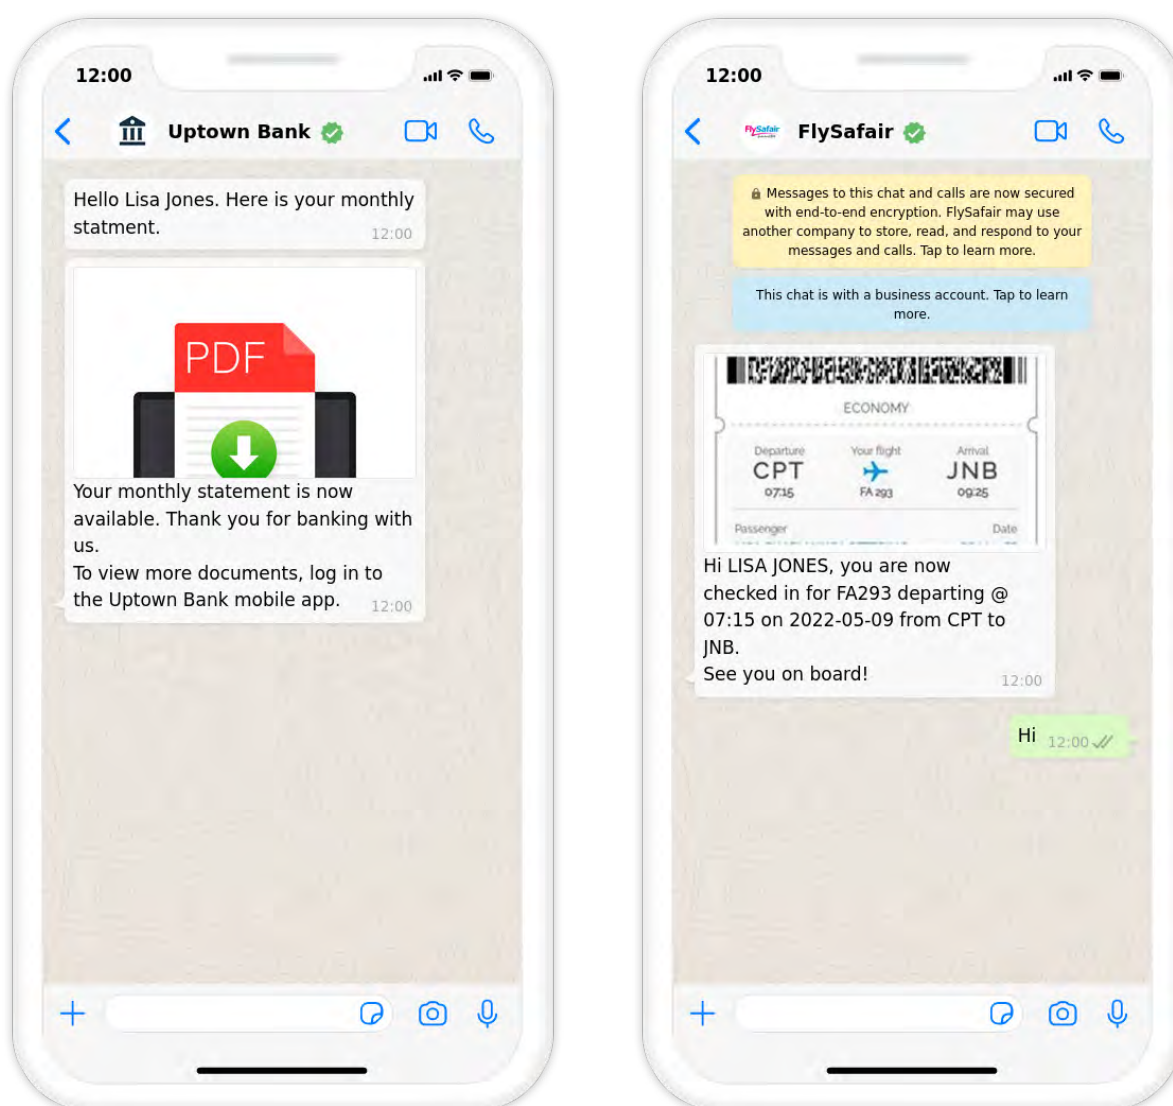 12:00
Uptown Bank
Hello Lisa Jones. Here is your monthly
statment.
12:00
PDF
Your monthly statement is now
available. Thank you for banking with
us.
To view more documents, log in to
the Uptown Bank mobile app.
12:00
12:00
FlySafair
FlySafair
Messages to this chat and calls are now secured
with end-to-end encryption. FlySafair may use
another company to store, read, and respond to your
messages and calls. Tap to learn more.
This chat is with a business account. Tap to learn
more.
ECONOMY
Departure Your flight Arrival
CPT JNB
07:15 FA 293 09:25
Passenger Date
Hi LISA JONES, you are now
checked in for FA293 departing @
07:15 on 2022-05-09 from CPT to
JNB.
See you on board!
12:00
Hi 12:00